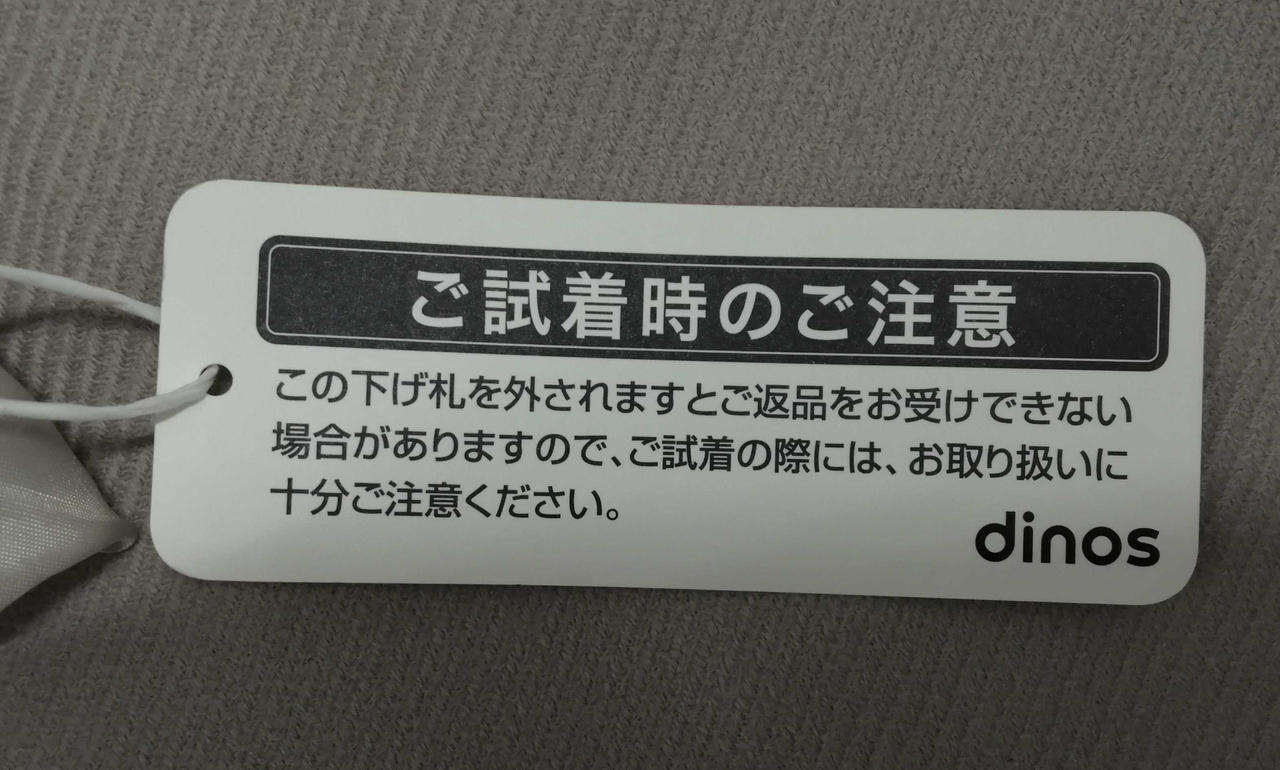 ご試着時のご注意
この下げ札を外されますとご返品をお受けできない
場合がありますので、ご試着の際には、お取り扱いに
十分ご注意ください。
dinos